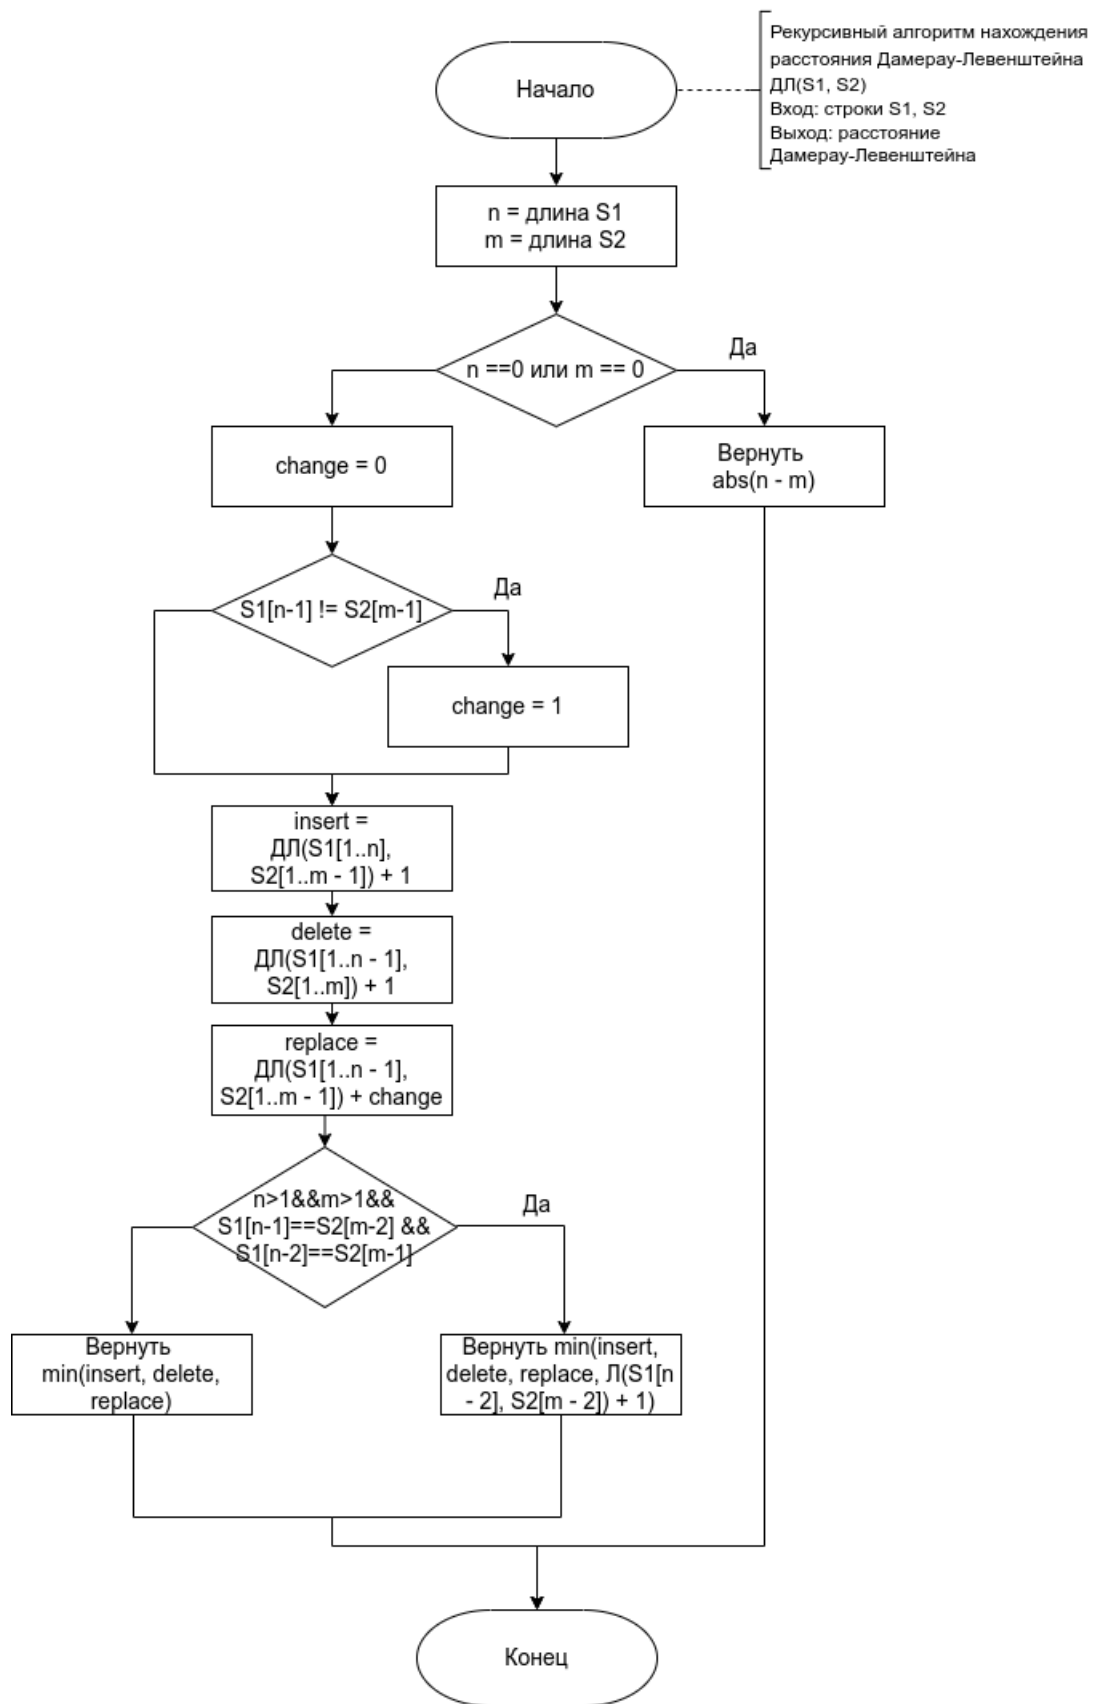 Рекурсивный алгоритм нахождения
расстояния Дамерау-Левенштейна
ДЛ(S1, S2)
Вход: строки S1, S2
Выход: расстояние
Дамерау-Левенштейна
Начало
n = длина S1
m = длина S2
n ==0 или m == 0
Да
change = 0
Вернуть
abs(n - m)
S1[n-1] != S2[m-1]
Да
change = 1
insert =
ДЛ(S1[1..n],
S2[1..m - 1]) + 1
delete =
ДЛ(S1[1..n - 1],
S2[1..m]) + 1
replace =
ДЛ(S1[1..n - 1],
S2[1..m - 1]) + change
n>1&&m>1&&
S1[n-1]==S2[m-2] &&
S1[n-2]==S2[m-1]
Да
Вернуть
min(insert, delete,
replace)
Вернуть min(insert,
delete, replace, Л(S1[n
- 2], S2[m - 2]) + 1)
Конец